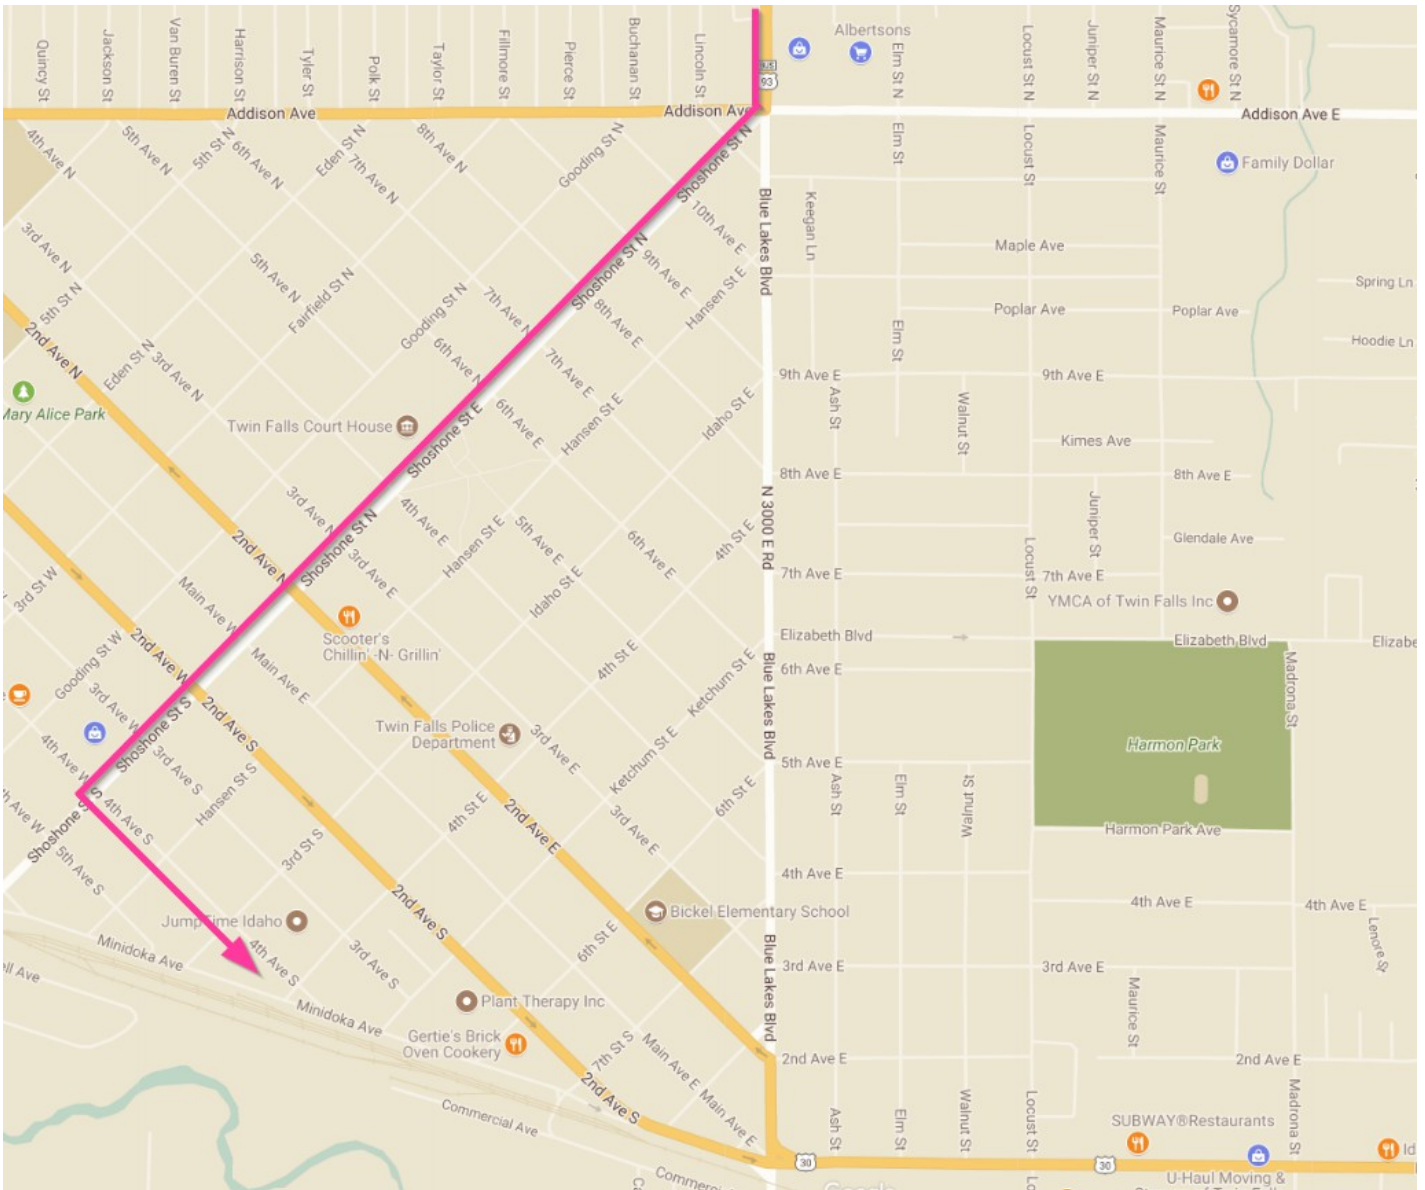 Quincy St
Jackson St
Van Buren St
Harrison St
Tyler St
Polk St
Taylor St
Fillmore St
Pierce St
Buchanan St
Lincoln St
93
Albertsons
Elm St N
Locust St N
Juniper St N
Maurice St N
Sycamore St N
Addison Ave
Addison Ave
Addison Ave E
4th Ave N
5th Ave N
5th St N
6th Ave N
Eden St N
7th Ave N
8th Ave N
Gooding St N
Shoshone St N
Elm St
Locust St
Maurice St
Family Dollar
3rd Ave N
5th St N
5th Ave N
Fairfield St N
Gooding St N
7th Ave N
Shoshone St N
10th Ave E
9th Ave E
Hansen St E
8th Ave E
Blue Lakes Blvd
Keegan Ln
Maple Ave
Spring Ln
Poplar Ave
Poplar Ave
Hoodie Ln
Elm St
2nd Ave N
Eden St N
3rd Ave N
6th Ave N
7th Ave E
Mary Alice Park
Twin Falls Court House
Shoshone St E
6th Ave E
Hansen St E
Idaho St E
9th Ave E
9th Ave E
Ash St
Walnut St
Kimes Ave
8th Ave E
8th Ave E
3rd Ave N
4th Ave E
Hansen St E
5th Ave E
6th Ave E
4th St E
N 3000 E Rd
Juniper St
Glendale Ave
2nd Ave N
Shoshone St N
3rd Ave E
Idaho St E
7th Ave E
Locust St
7th Ave E
YMCA of Twin Falls Inc
3rd St W
Main Ave W
Scooter's
Chillin' -N- Grillin'
Elizabeth Blvd
Elizabeth Blvd
Elizabe
2nd Ave W
Gooding St W
Main Ave E
4th St E
Ketchum St E
Blue Lakes Blvd
6th Ave E
Madrona St
3rd Ave W
2nd Ave S
Shoshone St S
Twin Falls Police
Department
3rd Ave E
Ketchum St E
Harmon Park
4th Ave W
3rd Ave S
Hansen St S
5th Ave E
6th St E
Ash St
Elm St
Walnut St
4th Ave S
Shoshone S
4th St E
2nd Ave E
3rd Ave E
Harmon Park Ave
5th Ave S
3rd St S
4th Ave E
4th Ave E
4th Ave E
2nd Ave S
Bickel Elementary School
JumpTime Idaho
Minidoka Ave
4th Ave S
3rd Ave S
6th St E
Blue Lakes Blvd
3rd Ave E
3rd Ave E
Lenore St
ell Ave
Minidoka Ave
Plant Therapy Inc
Gertie's Brick
Oven Cookery
7th St S
Main Ave E
Main Ave E
2nd Ave E
Maurice St
2nd Ave E
2nd Ave S
Commercial Ave
Ash St
Elm St
Walnut St
Locust St
Madrona St
SUBWAY®Restaurants
30
30
U-Haul Moving &